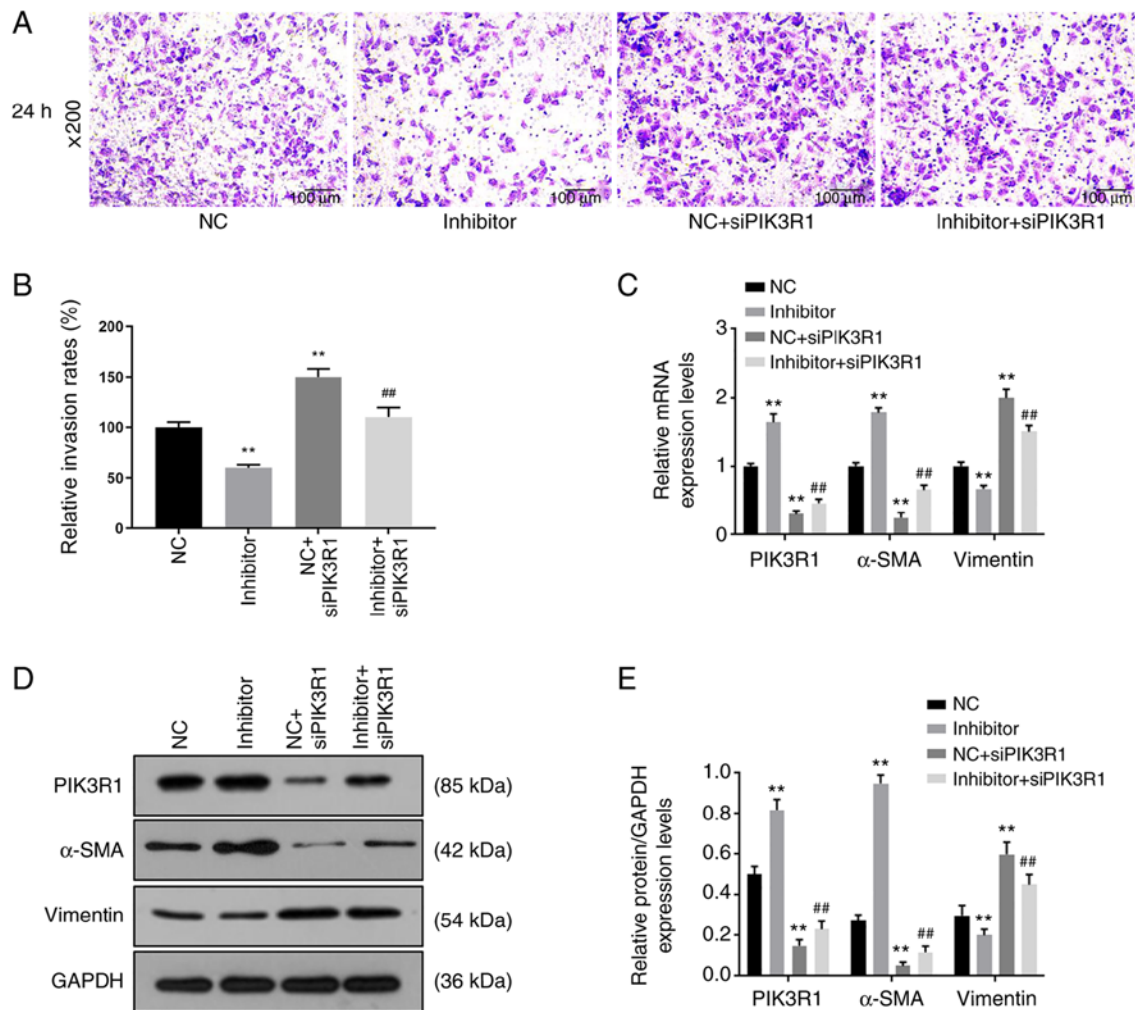 A
24 h
x200
100 µm
100 µm
100 µm
100 µm
NC
Inhibitor
NC+siPIK3R1
Inhibitor+siPIK3R1
B
Relative invasion rates (%)
200
150
100
50
0
**
**
##
NC
Inhibitor
NC+
siPIK3R1
Inhibitor+
siPIK3R1
C
NC
Inhibitor
NC+siPIK3R1
Inhibitor+siPIK3R1
Relative mRNA
expression levels
3
2
1
0
** ** ##
** ** ##
** ** ##
PIK3R1 α-SMA Vimentin
D
NC
Inhibitor
NC+
siPIK3R1
Inhibitor+
siPIK3R1
PIK3R1 (85 kDa)
α-SMA (42 kDa)
Vimentin (54 kDa)
GAPDH (36 kDa)
E
NC
Inhibitor
NC+siPIK3R1
Inhibitor+siPIK3R1
Relative protein/GAPDH
expression levels
1.0
0.8
0.6
0.4
0.2
0.0
** ** ##
** ** ##
** ** ##
PIK3R1 α-SMA Vimentin